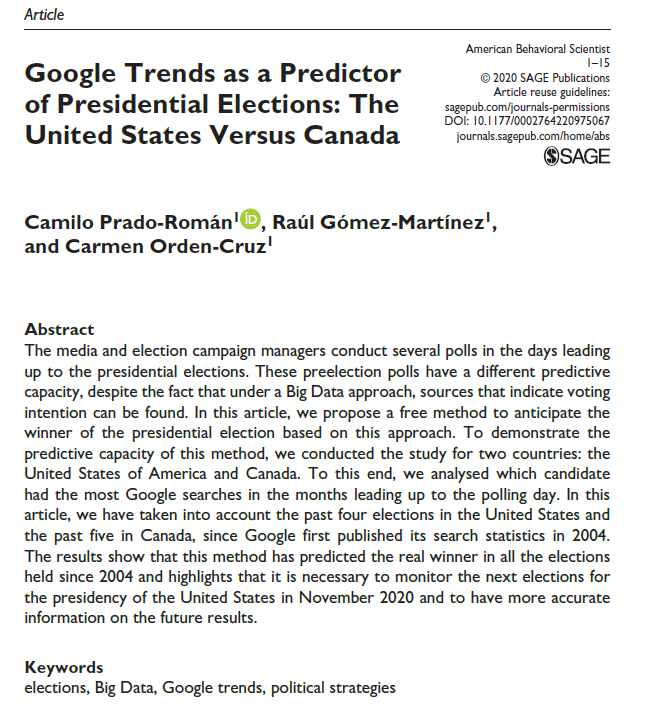 Article
American Behavioral Scientist
1–15
© 2020 SAGE Publications
Article reuse guidelines:
sagepub.com/journals-permissions
DOI: 10.1177/0002764220975067
journals.sagepub.com/home/abs
SSAGE
Google Trends as a Predictor
of Presidential Elections: The
United States Versus Canada
Camilo Prado-Román1 iD, Raúl Gómez-Martínez1,
and Carmen Orden-Cruz1
Abstract
The media and election campaign managers conduct several polls in the days leading
up to the presidential elections. These preelection polls have a different predictive
capacity, despite the fact that under a Big Data approach, sources that indicate voting
intention can be found. In this article, we propose a free method to anticipate the
winner of the presidential election based on this approach. To demonstrate the
predictive capacity of this method, we conducted the study for two countries: the
United States of America and Canada. To this end, we analysed which candidate
had the most Google searches in the months leading up to the polling day. In this
article, we have taken into account the past four elections in the United States and
the past five in Canada, since Google first published its search statistics in 2004.
The results show that this method has predicted the real winner in all the elections
held since 2004 and highlights that it is necessary to monitor the next elections for
the presidency of the United States in November 2020 and to have more accurate
information on the future results.
Keywords
elections, Big Data, Google trends, political strategies